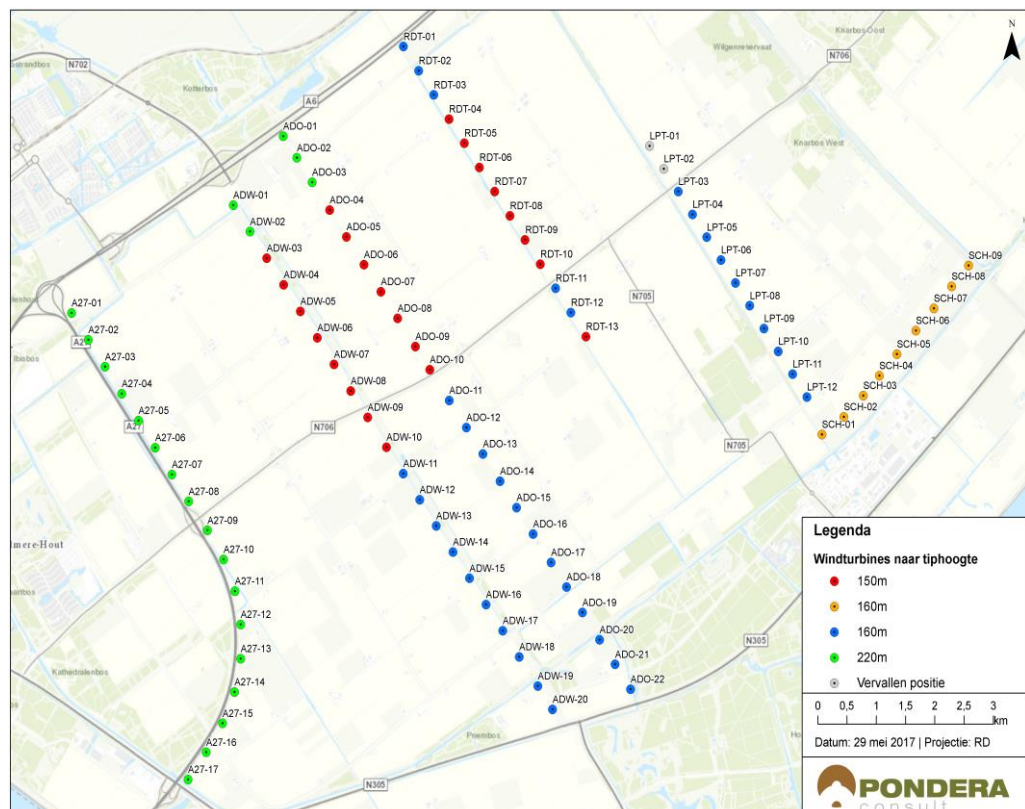 Knarbos-Oost
N
RDT-01
Wilgenreservaat
N706
ostrandbos
N702
RDT-02
Kotterbos
RDT-03
A6
RDT-04
ADO-01
RDT-05
LPT-01
Knarbos West
ADO-02
RDT-06
LPT-02
ADO-03
RDT-07
LPT-03
ADW-01
ADO-04
RDT-08
LPT-04
ADW-02
ADO-05
RDT-09
LPT-05
ADW-03
ADO-06
RDT-10
LPT-06
SCH-09
ADW-04
ADO-07
RDT-11
LPT-07
SCH-08
A27-01
ADW-05
ADO-08
RDT-12
N705
LPT-08
SCH-07
A27-02
ADW-06
RDT-13
LPT-09
SCH-06
A27-03
ADW-07
ADO-09
LPT-10
SCH-05
A27-04
ADW-08
ADO-10
LPT-11
SCH-04
A27-05
A27
ADW-09
ADO-11
LPT-12
SCH-03
A27-06
N706
ADW-10
ADO-12
SCH-02
SCH-01
A27-07
ADW-11
ADO-13
N705
A27-08
ADW-12
ADO-14
A27-09
ADW-13
ADO-15
lmere-Hout
A27-10
ADW-14
ADO-16
A27-11
ADW-15
ADO-17
A27-12
ADW-16
ADO-18
A27-13
ADW-17
ADO-19
Kathedralenbos
A27-14
ADW-18
ADO-20
N305
A27-15
ADW-19
ADO-21
A27-16
ADW-20
ADO-22
Priembos
A27-17
N305
Legenda
Windturbines naar tiphoogte
150m
160m
160m
220m
Vervallen positie
0 0,5 1 1,5 2 2,5 3
km
Datum: 29 mei 2017 | Projectie: RD
PONDERA
consult